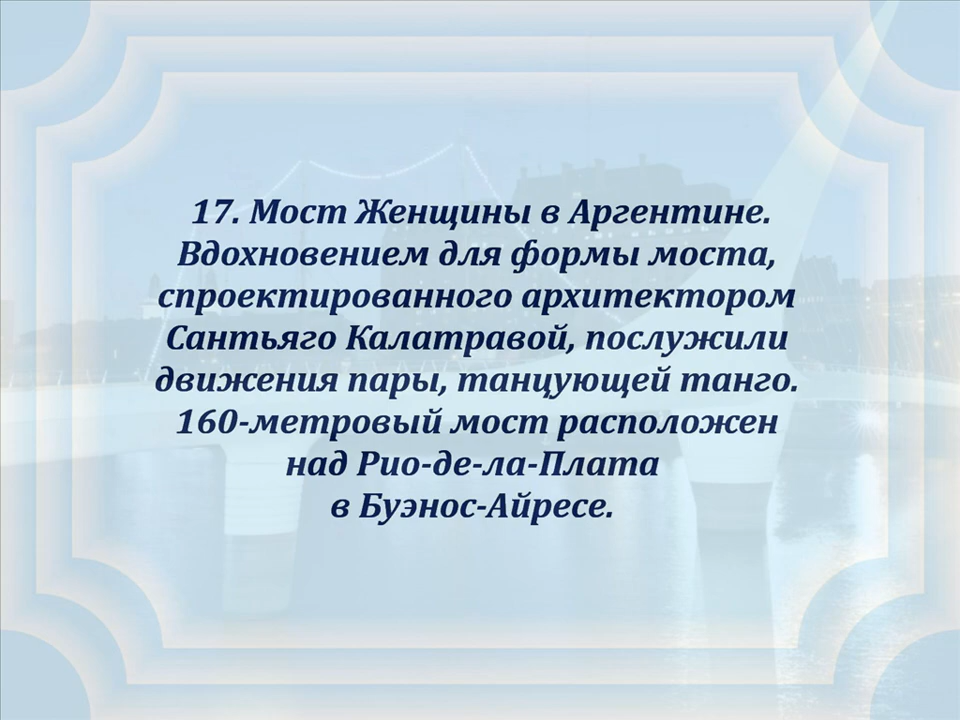 17. Мост Женщины в Аргентине.
Вдохновением для формы моста,
спроектированного архитектором
Сантьяго Калатравой, послужили
движения пары, танцующей танго.
160-метровый мост расположен
над Рио-де-ла-Плата
в Буэнос-Айресе.